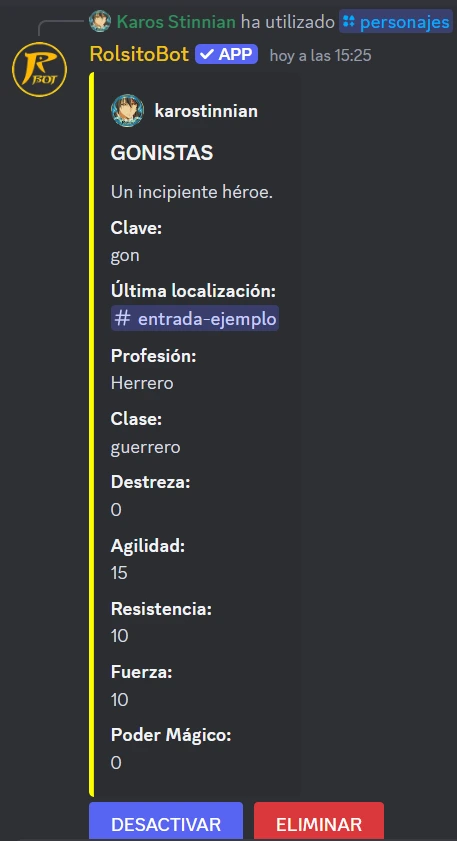 Karos Stinnian ha utilizado personajes
R
BOT
RolsitoBot ✓ APP hoy a las 15:25
karostinnian
GONISTAS
Un incipiente héroe.
Clave:
gon
Última localización:
# entrada-ejemplo
Profesión:
Herrero
Clase:
guerrero
Destreza:
0
Agilidad:
15
Resistencia:
10
Fuerza:
10
Poder Mágico:
0
DESACTIVAR ELIMINAR